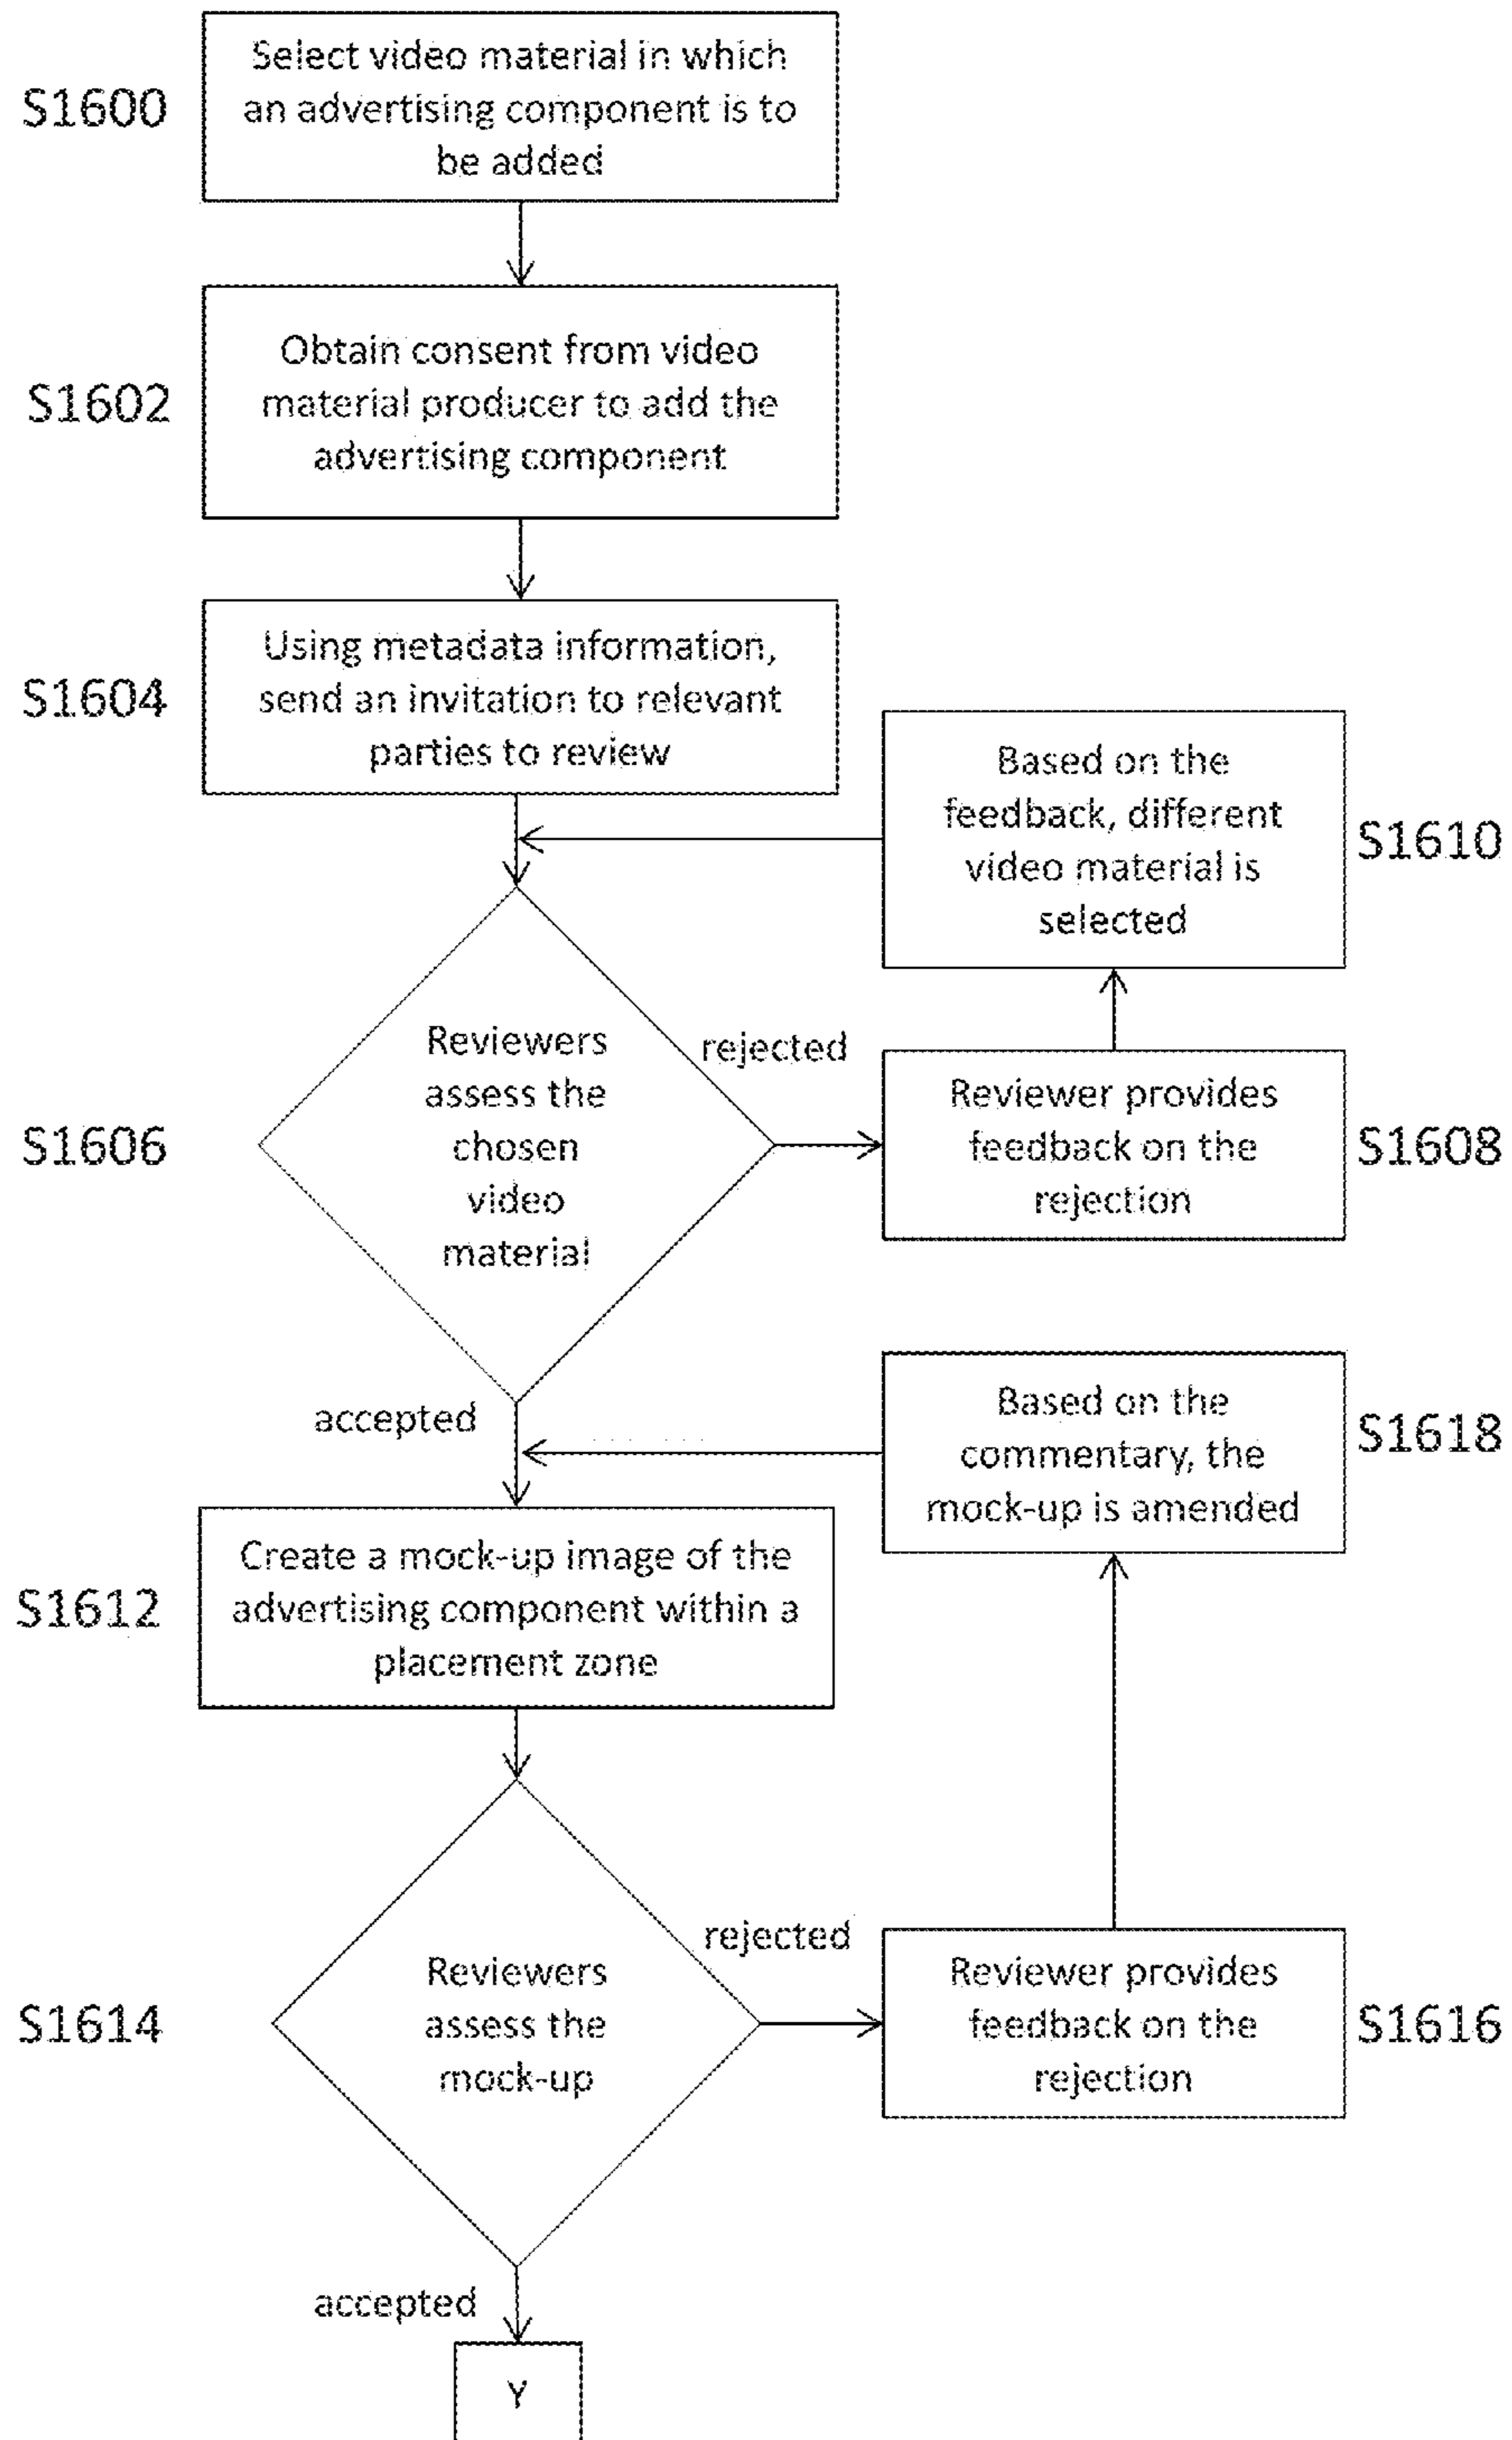 S1600
Select video material in which
an advertising component is to
be added
S1602
Obtain consent from video
material producer to add the
advertising component
S1604
Using metadata information,
send an invitation to relevant
parties to review
Based on the
feedback, different
video material is
selected
S1610
S1606
Reviewers
assess the
chosen
video
material
rejected
Reviewer provides
feedback on the
rejection
S1608
accepted
Based on the
commentary, the
mock-up is amended
S1618
S1612
Create a mock-up image of the
advertising component within a
placement zone
S1614
Reviewers
assess the
mock-up
rejected
Reviewer provides
feedback on the
rejection
S1616
accepted
Y